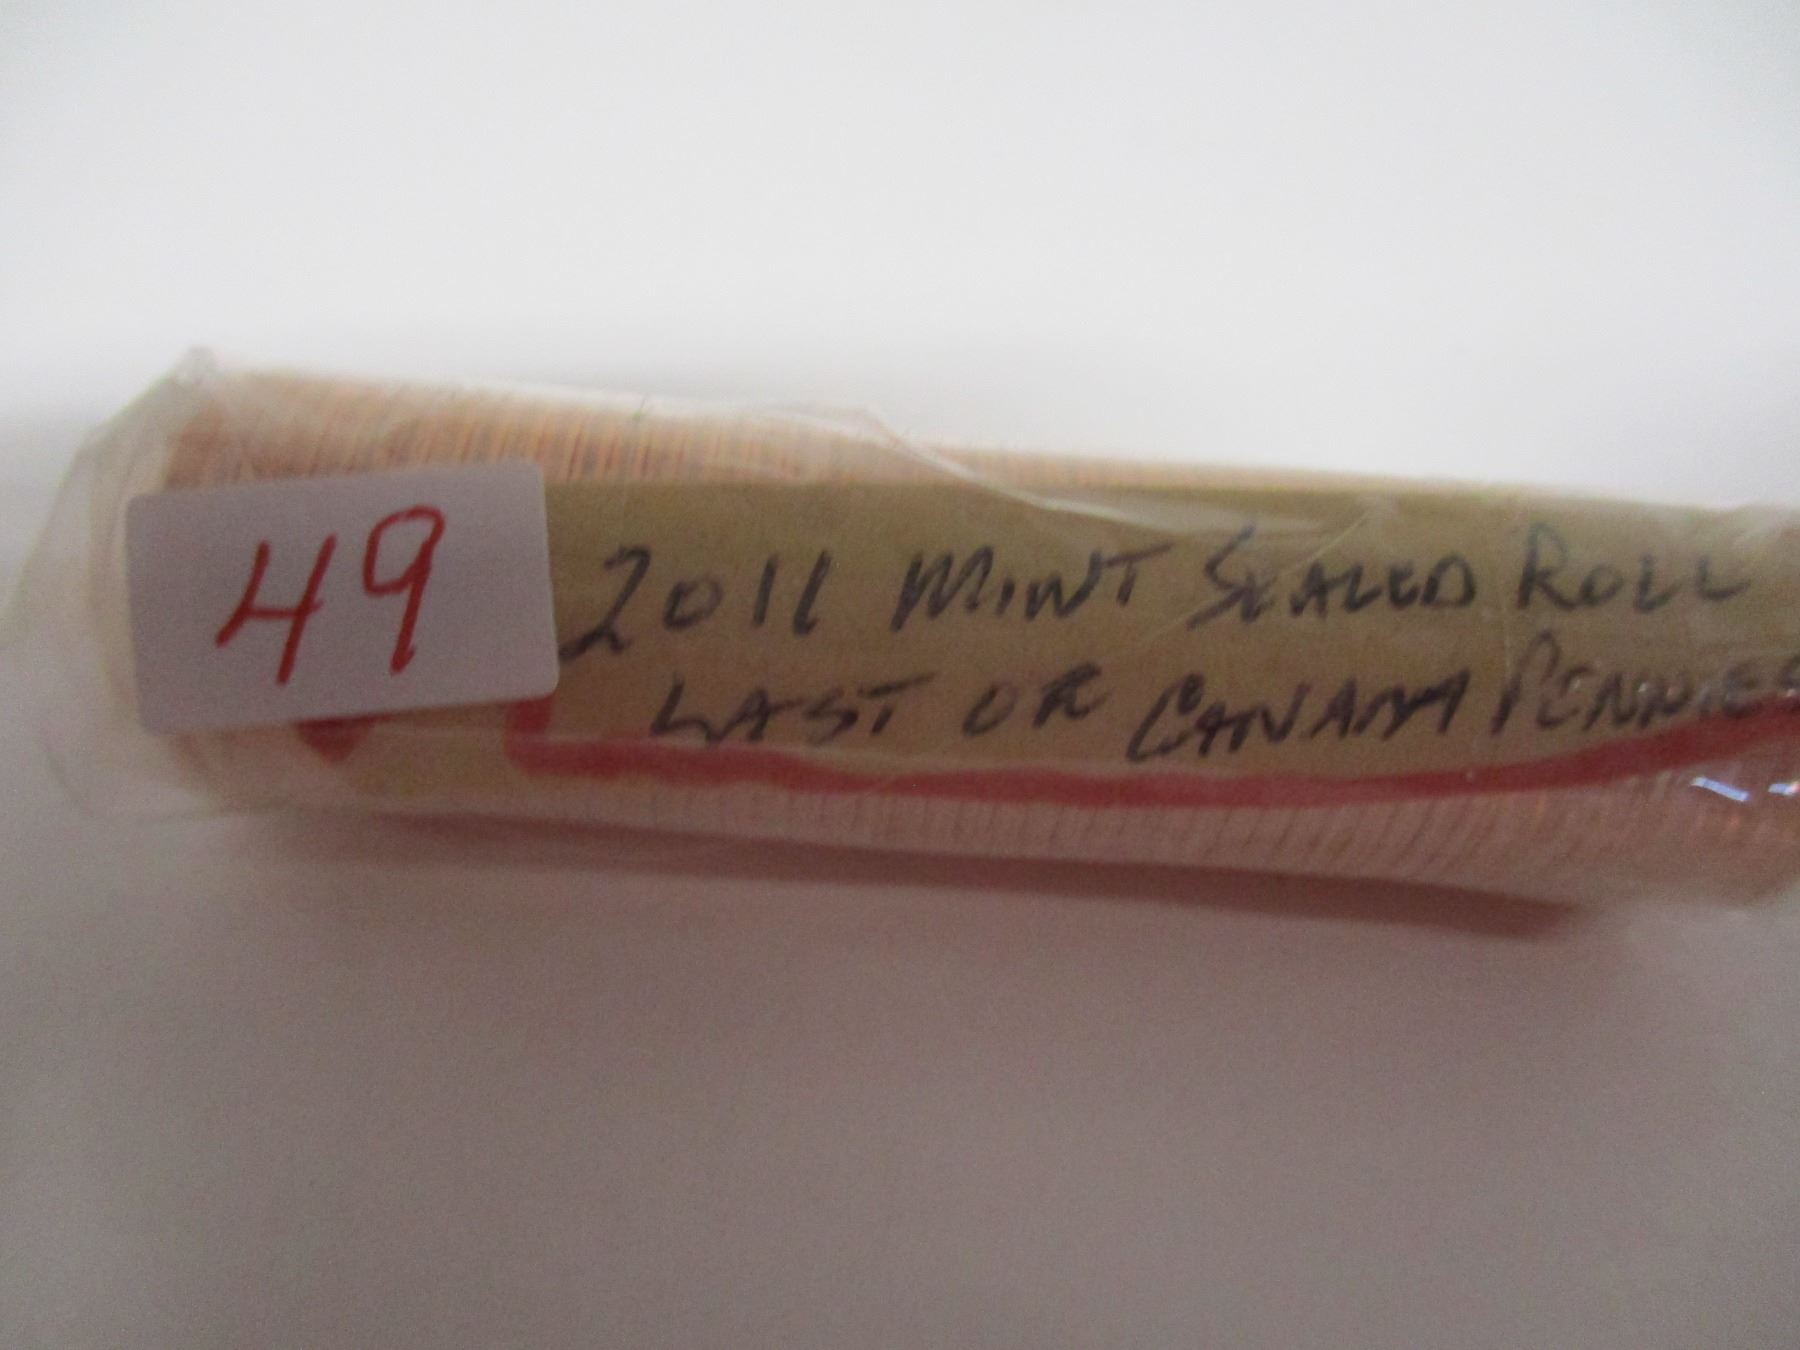 49
2011 MINT SEALED ROLL
LAST OF CANADA PENNIES